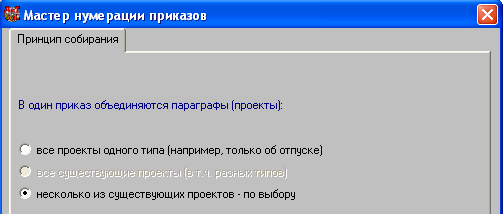 Мастер нумерации приказов
Принцип собирания
В один приказ объединяются параграфы (проекты):
все проекты одного типа (например, только об отпуске)
все существующие проекты (в т.ч. разных типов)
несколько из существующих проектов - по выбору